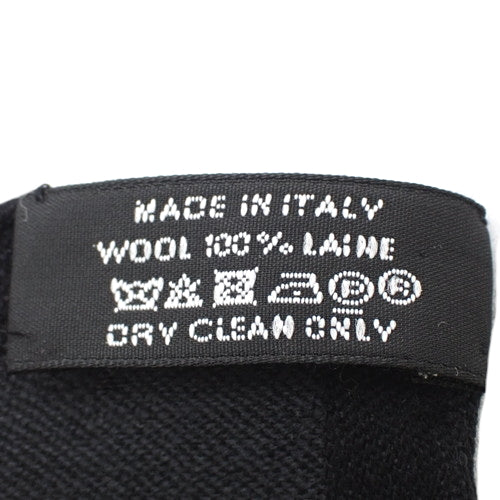 MADE IN ITALY
WOOL 100% LAINE
P F
DRY CLEAN ONLY